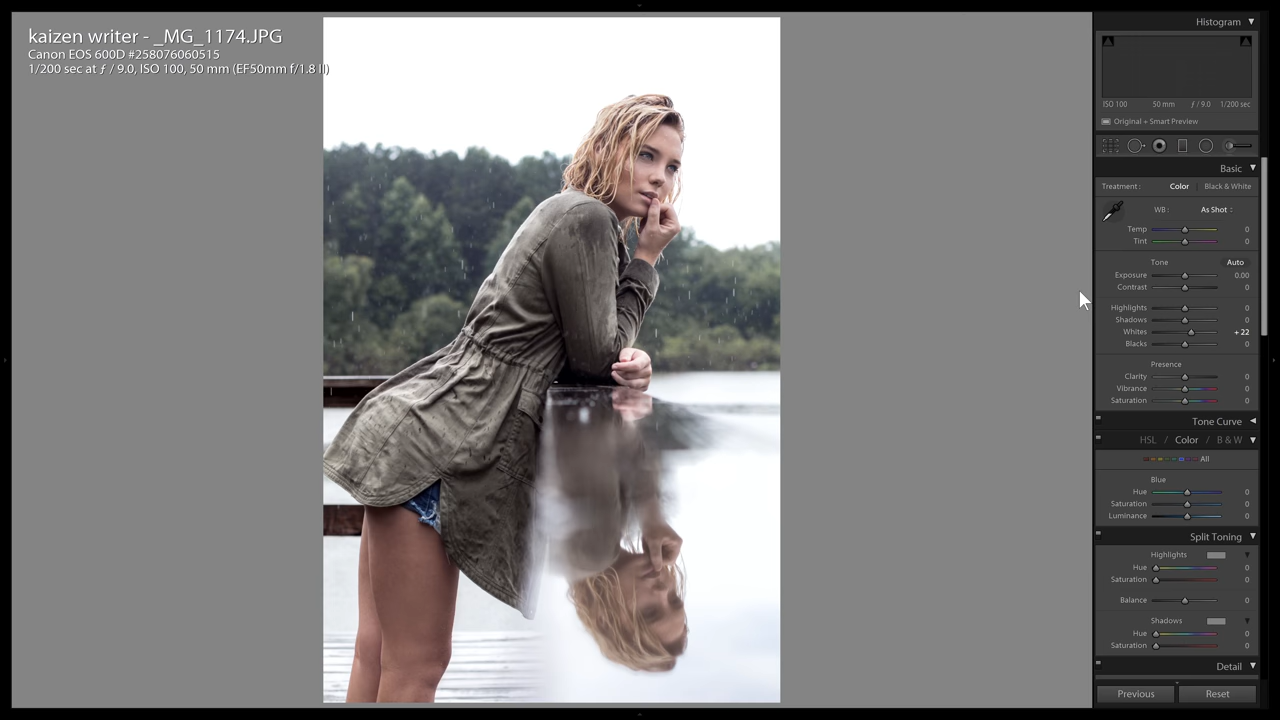 kaizen writer - _MG_1174.JPG
Canon EOS 600D #258076060515
1/200 sec at ƒ / 9.0, ISO 100, 50 mm (EF50mm f/1.8 II)
Histogram
ISO 100 50 mm ƒ / 9.0 1/200 sec
Original + Smart Preview
Basic
Treatment : Color Black & White
WB : As Shot
Temp 0
Tint 0
Tone Auto
Exposure 0.00
Contrast 0
Highlights 0
Shadows 0
Whites + 22
Blacks 0
Presence
Clarity 0
Vibrance 0
Saturation 0
Tone Curve
HSL / Color / B & W
All
Blue
Hue 0
Saturation 0
Luminance 0
Split Toning
Highlights
Hue 0
Saturation 0
Balance 0
Shadows
Hue 0
Saturation 0
Detail
Previous Reset